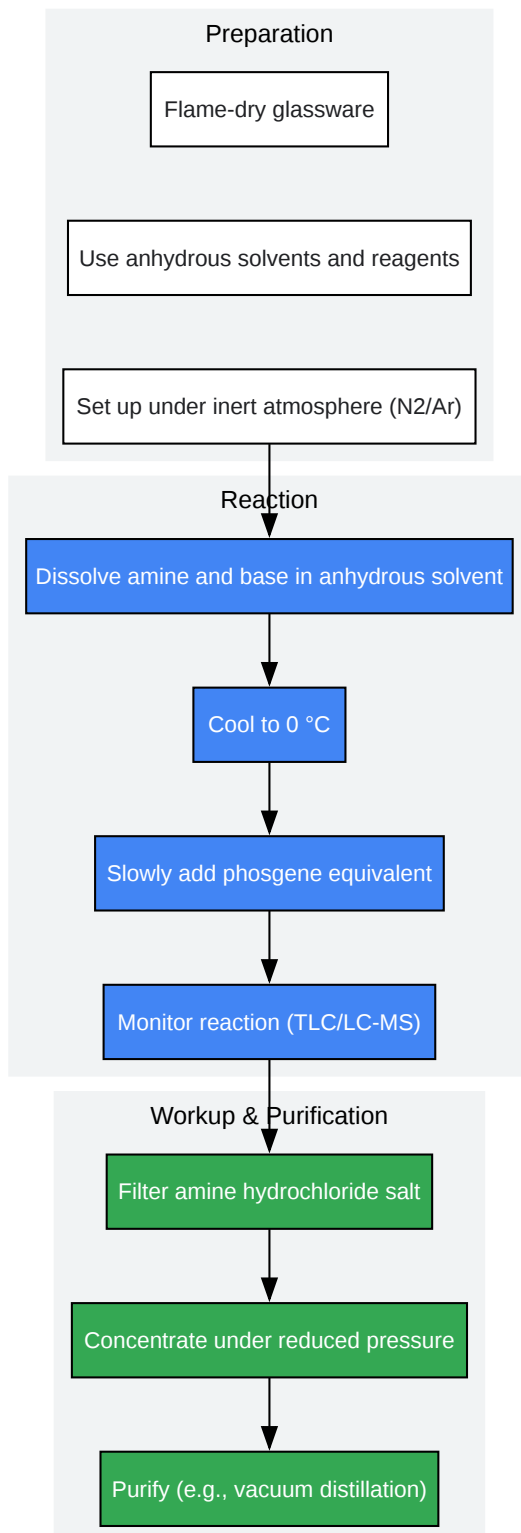 Preparation
Flame-dry glassware
Use anhydrous solvents and reagents
Set up under inert atmosphere (N2/Ar)
Reaction
Dissolve amine and base in anhydrous solvent
Cool to 0 °C
Slowly add phosgene equivalent
Monitor reaction (TLC/LC-MS)
Workup & Purification
Filter amine hydrochloride salt
Concentrate under reduced pressure
Purify (e.g., vacuum distillation)